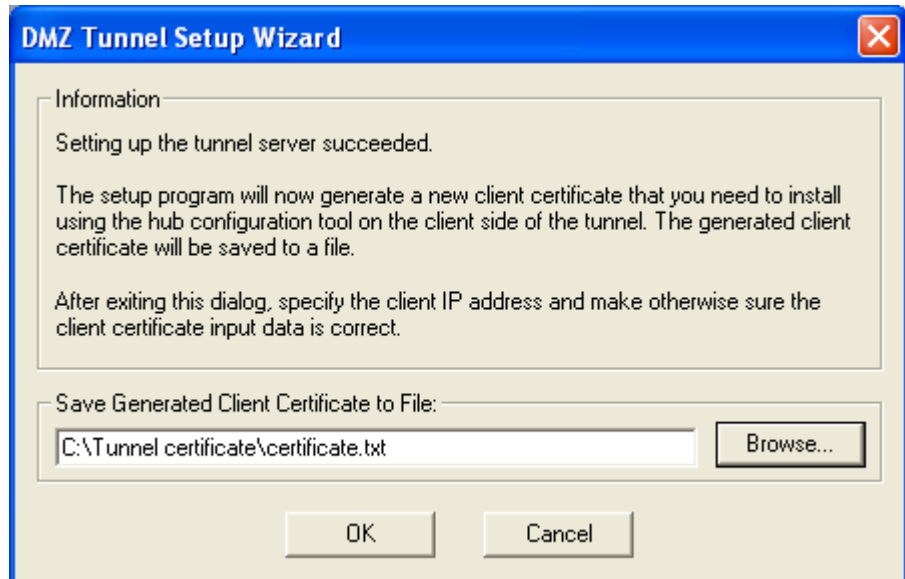 DMZ Tunnel Setup Wizard
Information
Setting up the tunnel server succeeded.
The setup program will now generate a new client certificate that you need to install
using the hub configuration tool on the client side of the tunnel. The generated client
certificate will be saved to a file.
After exiting this dialog, specify the client IP address and make otherwise sure the
client certificate input data is correct.
Save Generated Client Certificate to File:
C:\Tunnel certificate\certificate.txt
Browse...
OK
Cancel